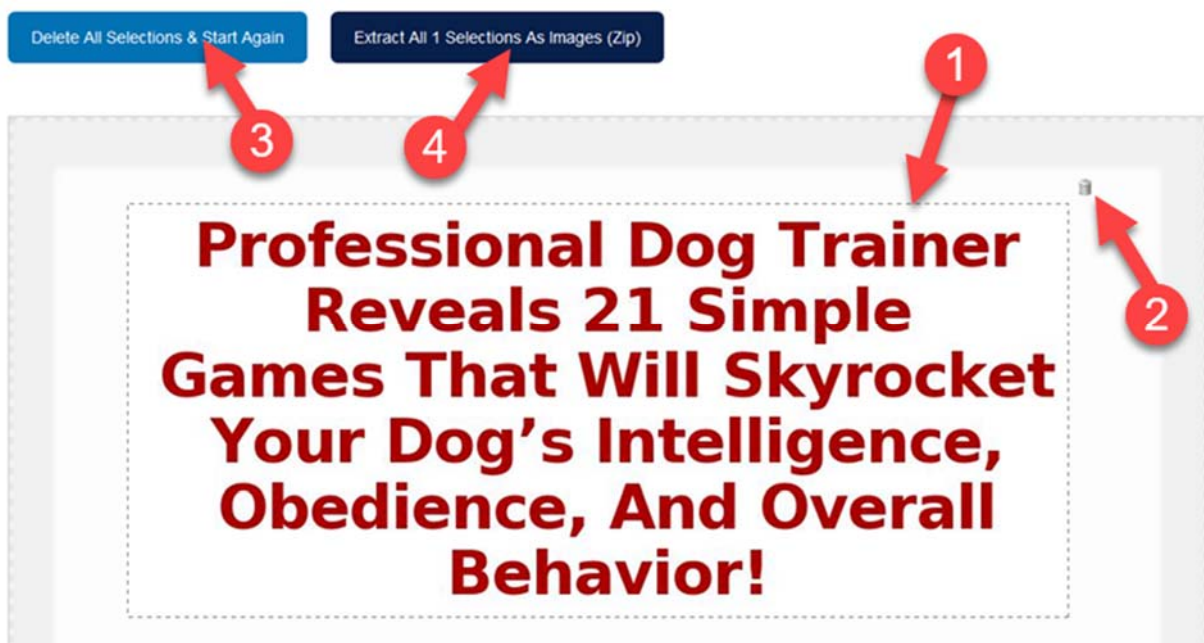 Delete All Selections & Start Again
Extract All 1 Selections As Images (Zip)
1
3
4
2
Professional Dog Trainer
Reveals 21 Simple
Games That Will Skyrocket
Your Dog’s Intelligence,
Obedience, And Overall
Behavior!